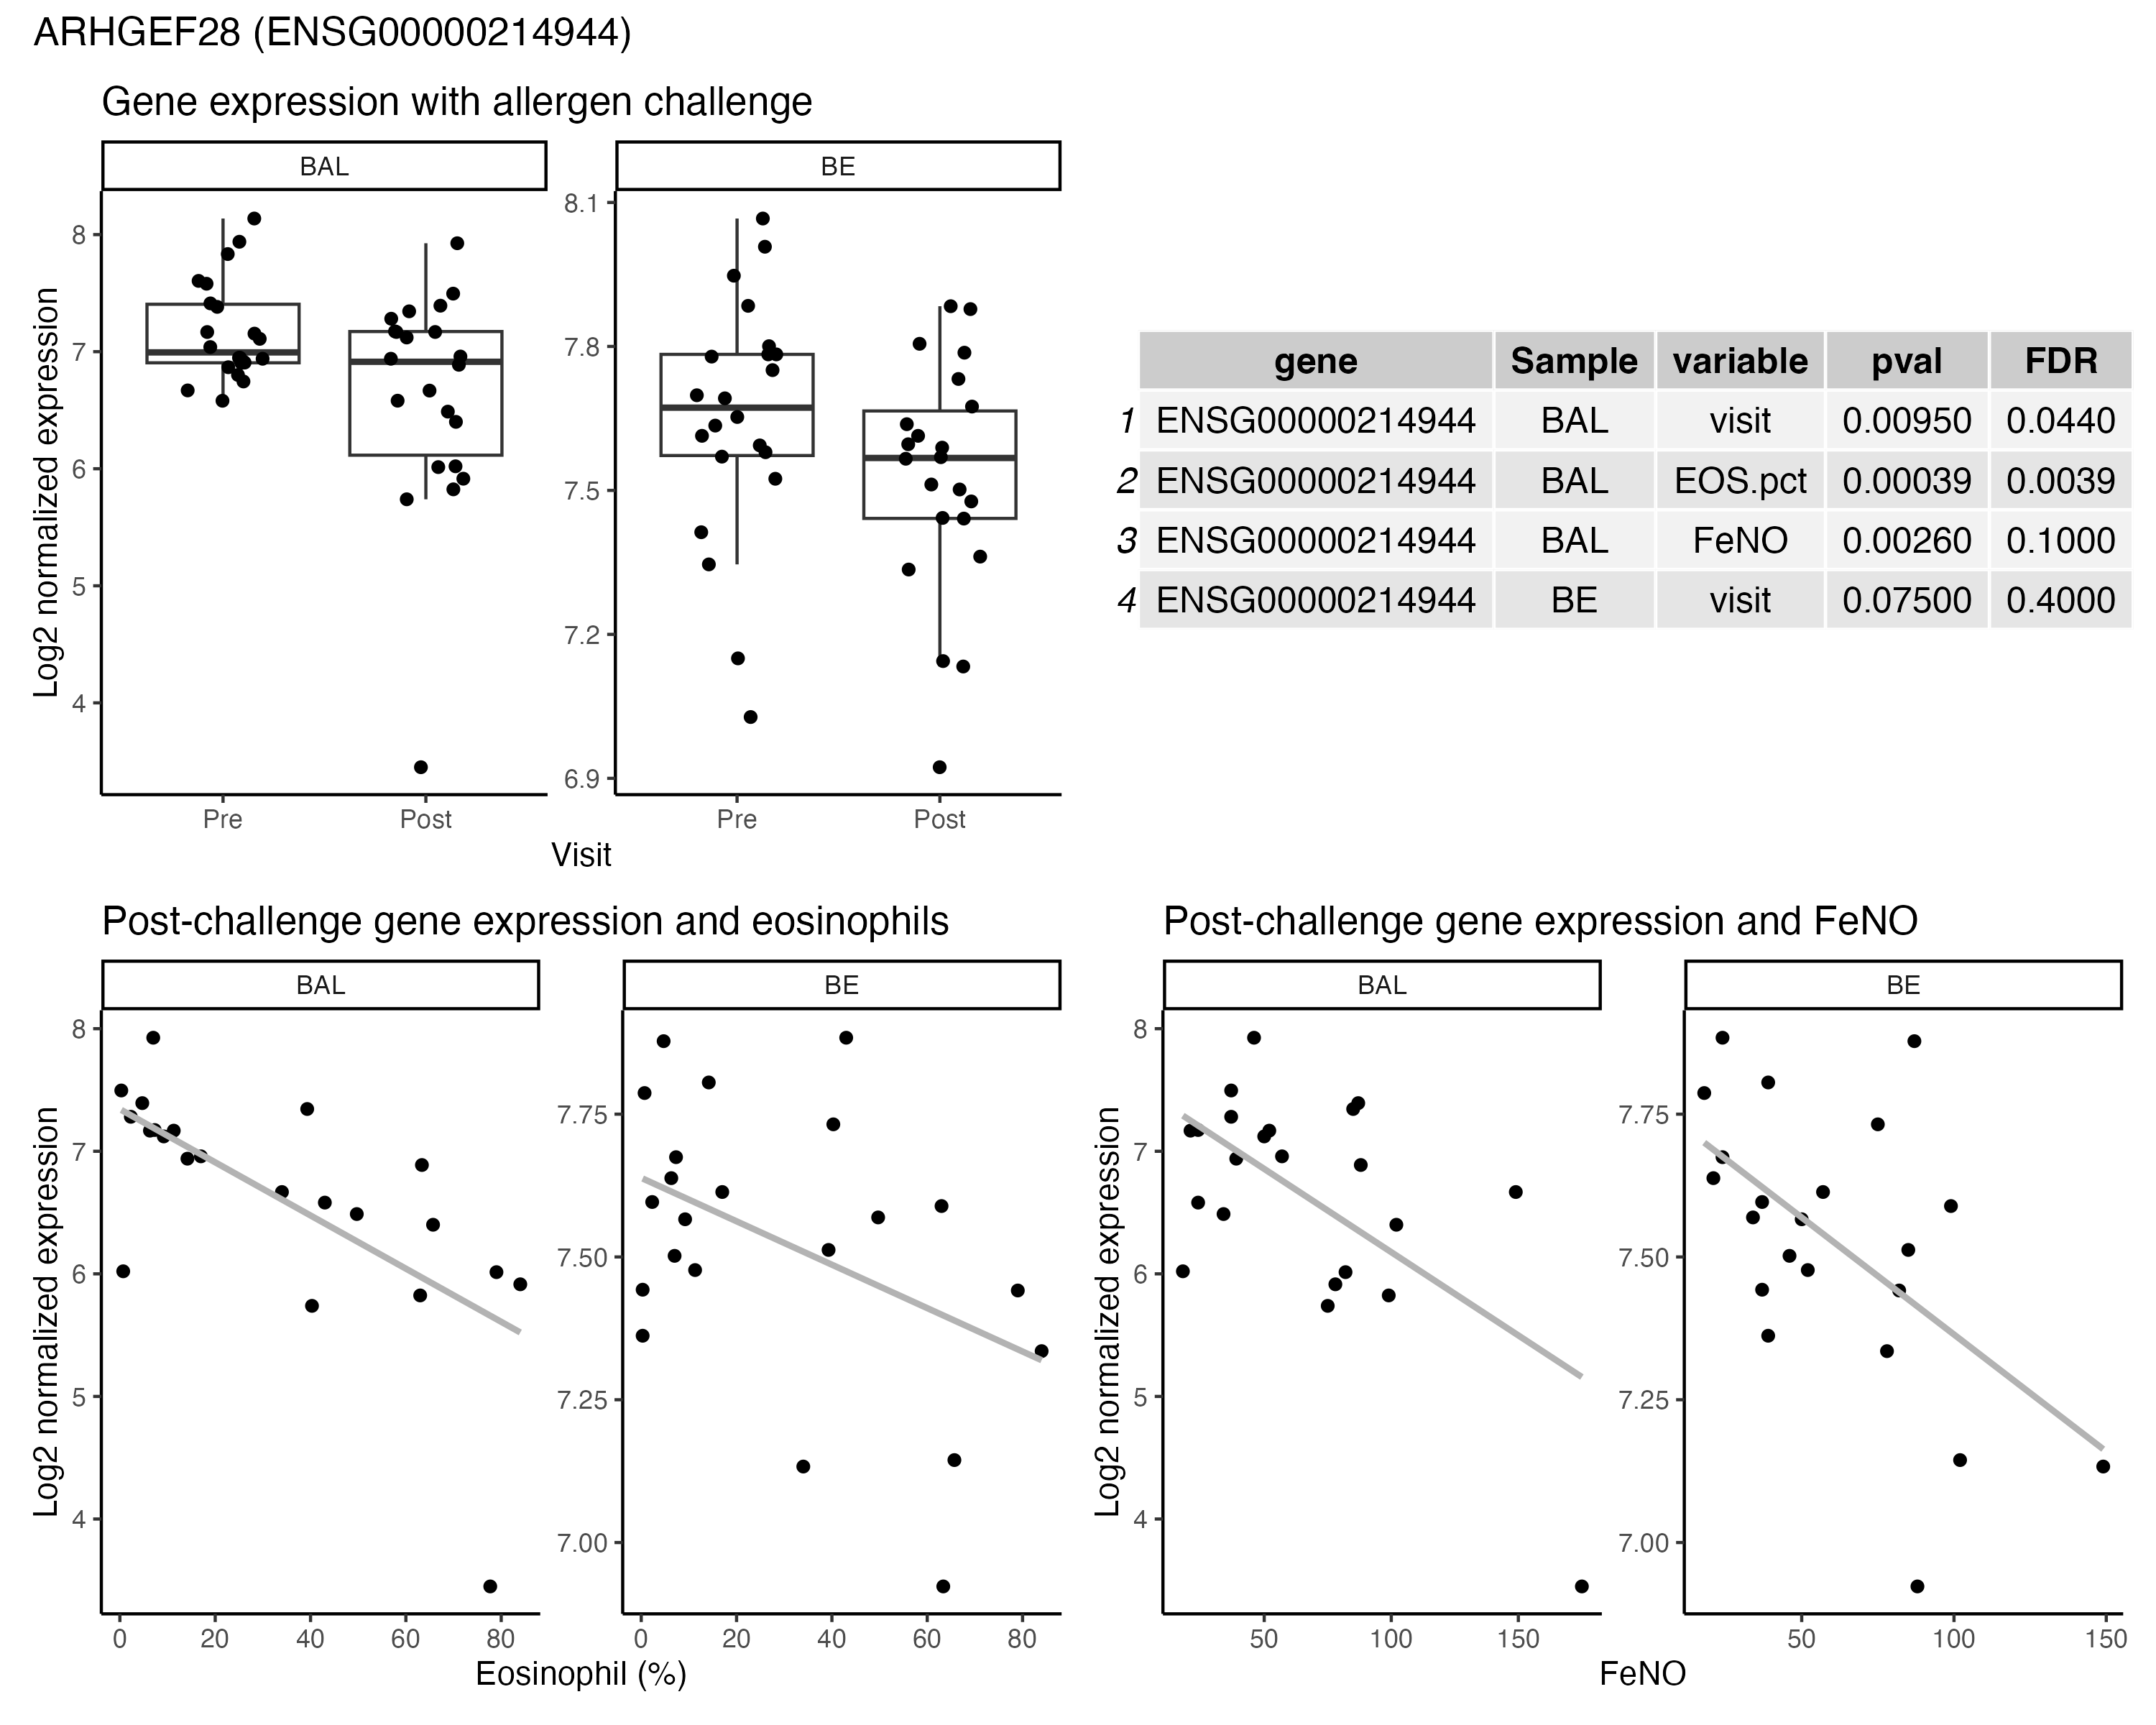 ARHGEF28 (ENSG00000214944)
Gene expression with allergen challenge
BAL
BE
Log2 normalized expression
8
7
6
5
4
8.1
7.8
7.5
7.2
6.9
Pre Post
Pre Post
Visit
gene Sample variable pval FDR
1 ENSG00000214944 BAL visit 0.00950 0.0440
2 ENSG00000214944 BAL EOS.pct 0.00039 0.0039
3 ENSG00000214944 BAL FeNO 0.00260 0.1000
4 ENSG00000214944 BE visit 0.07500 0.4000
Post-challenge gene expression and eosinophils
BAL
BE
Log2 normalized expression
8
7
6
5
4
7.75
7.50
7.25
7.00
0 20 40 60 80
0 20 40 60 80
Eosinophil (%)
Post-challenge gene expression and FeNO
BAL
BE
Log2 normalized expression
8
7
6
5
4
7.75
7.50
7.25
7.00
50 100 150
50 100 150
FeNO